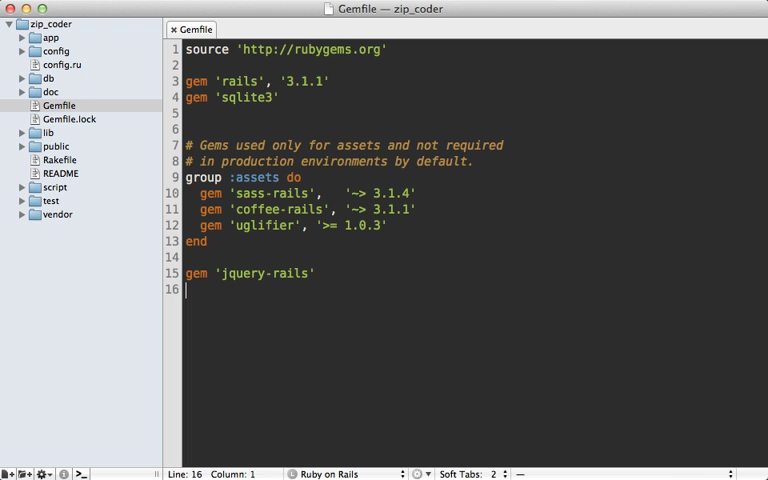 Gemfile — zip_coder
zip_coder
app
config
config.ru
db
doc
Gemfile
Gemfile.lock
lib
public
Rakefile
README
script
test
vendor
Gemfile
1 source 'http://rubygems.org'
2
3 gem 'rails', '3.1.1'
4 gem 'sqlite3'
5
6
7 # Gems used only for assets and not required
8 # in production environments by default.
9 group :assets do
10 gem 'sass-rails',   '~> 3.1.4'
11 gem 'coffee-rails', '~> 3.1.1'
12 gem 'uglifier', '>= 1.0.3'
13 end
14
15 gem 'jquery-rails'
16
Line: 16 Column: 1 Ruby on Rails Soft Tabs: 2 —